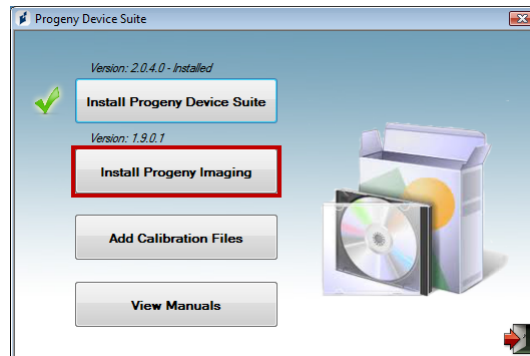 Progeny Device Suite
Version: 2.0.4.0 - Installed
Install Progeny Device Suite
Version: 1.9.0.1
Install Progeny Imaging
Add Calibration Files
View Manuals